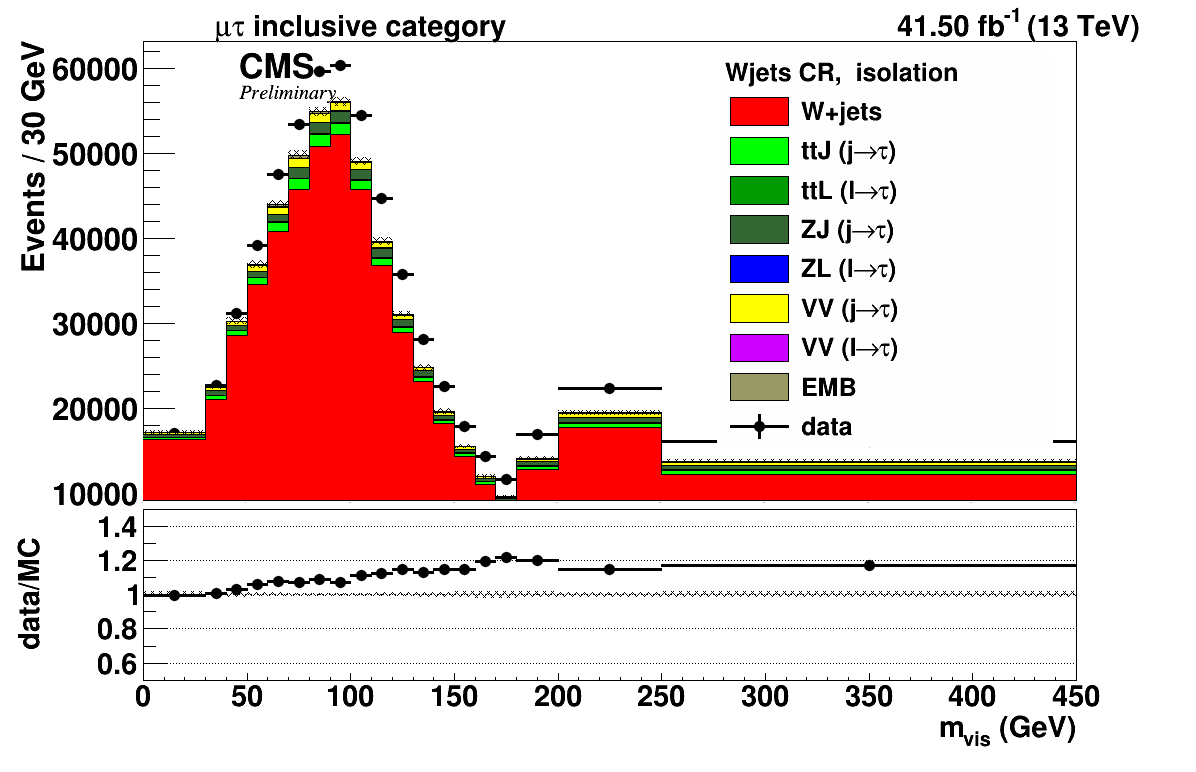 μτ inclusive category
41.50 fb⁻¹ (13 TeV)
Events / 30 GeV
60000
50000
40000
30000
20000
10000
CMS
Preliminary
Wjets CR, isolation
W+jets
ttJ (j→τ)
ttL (l→τ)
ZJ (j→τ)
ZL (l→τ)
VV (j→τ)
VV (l→τ)
EMB
data
data/MC
1.4
1.2
1
0.8
0.6
0 50 100 150 200 250 300 350 400 450
m_vis (GeV)